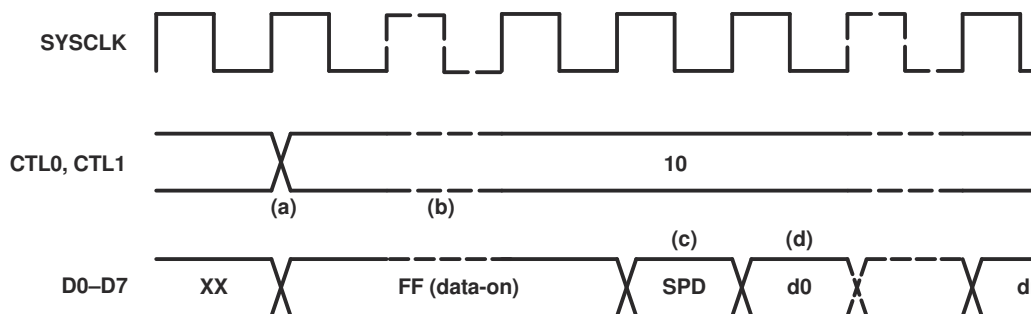 SYSCLK
CTL0, CTL1
10
(a)
(b)
(c)
(d)
D0–D7
XX
FF (data-on)
SPD
d0